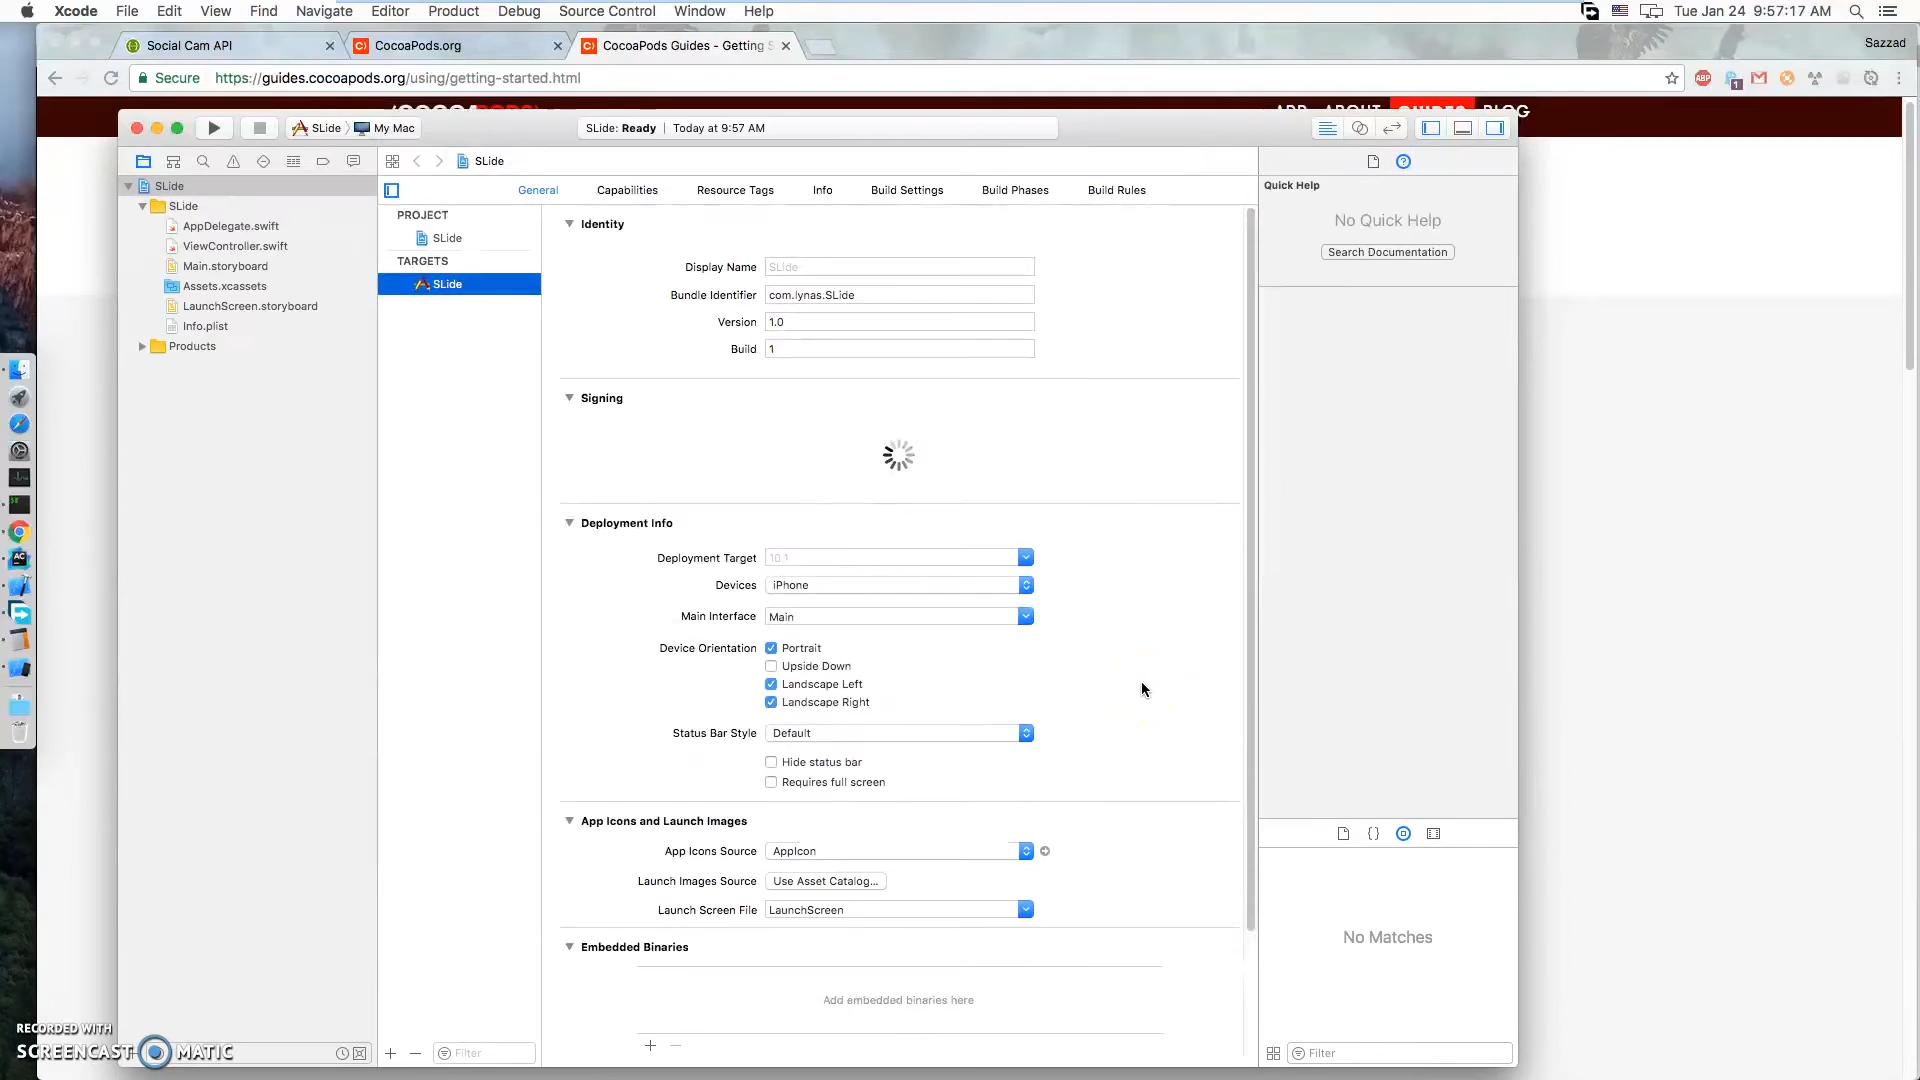 Xcode File Edit View Find Navigate Editor Product Debug Source Control Window Help Tue Jan 24 9:57:17 AM
Social Cam API CocoaPods.org CocoaPods Guides - Getting S Sazzad
Secure https://guides.cocoapods.org/using/getting-started.html
ABP 1
APP ABOUT GUIDES BLOG
SLide My Mac SLide: Ready Today at 9:57 AM
SLide
Quick Help
No Quick Help
Search Documentation
SLide
SLide
AppDelegate.swift
ViewController.swift
Main.storyboard
Assets.xcassets
LaunchScreen.storyboard
Info.plist
Products
General Capabilities Resource Tags Info Build Settings Build Phases Build Rules
PROJECT
SLide
TARGETS
SLide
Identity
Display Name SLide
Bundle Identifier com.lynas.SLide
Version 1.0
Build 1
Signing
Deployment Info
Deployment Target 10.1
Devices iPhone
Main Interface Main
Device Orientation Portrait
Upside Down
Landscape Left
Landscape Right
Status Bar Style Default
Hide status bar
Requires full screen
App Icons and Launch Images
App Icons Source AppIcon
Launch Images Source Use Asset Catalog...
Launch Screen File LaunchScreen
Embedded Binaries
Add embedded binaries here
No Matches
RECORDED WITH
SCREENCAST MATIC
Filter
Filter